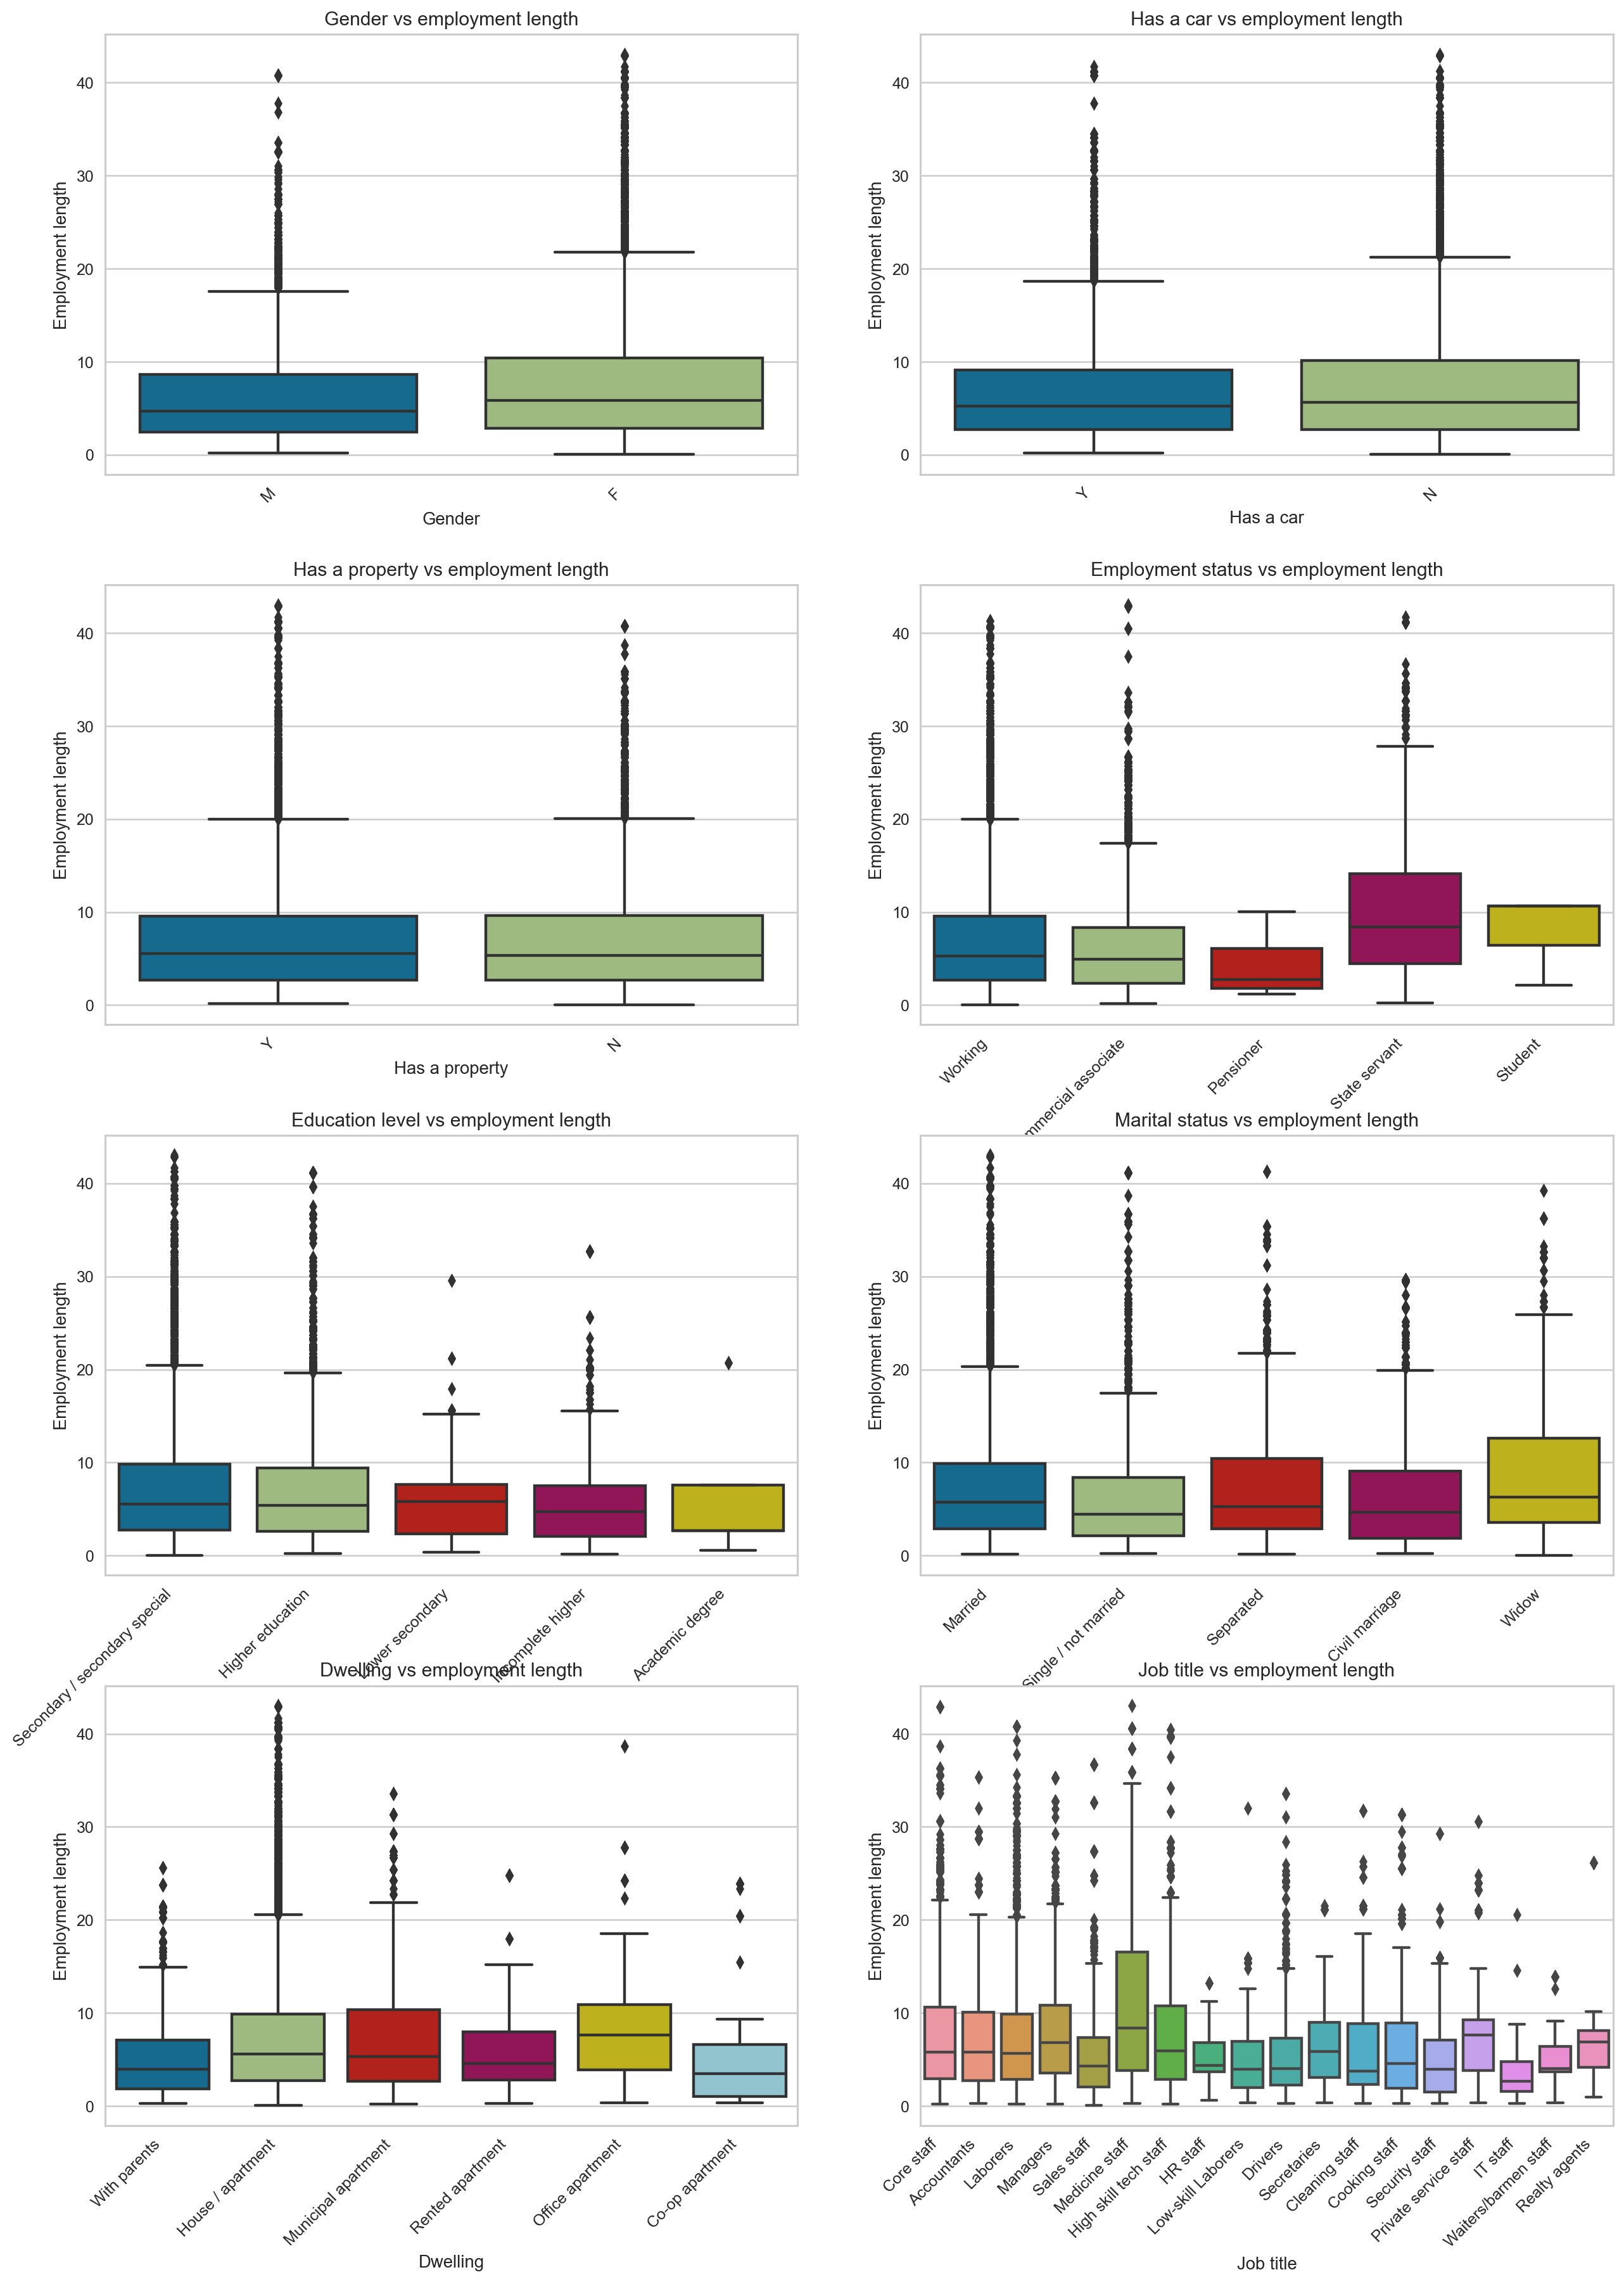 Gender vs employment length
Employment length
40
30
20
10
0
M
F
Gender
Has a car vs employment length
Employment length
40
30
20
10
0
Y
N
Has a car
Has a property vs employment length
Employment length
40
30
20
10
0
Y
N
Has a property
Employment status vs employment length
Employment length
40
30
20
10
0
Working
mmercial associate
Pensioner
State servant
Student
Education level vs employment length
Employment length
40
30
20
10
0
Secondary / secondary special
Higher education
Lower secondary
Incomplete higher
Academic degree
Marital status vs employment length
Employment length
40
30
20
10
0
Married
Single / not married
Separated
Civil marriage
Widow
Dwelling vs employment length
Employment length
40
30
20
10
0
With parents
House / apartment
Municipal apartment
Rented apartment
Office apartment
Co-op apartment
Dwelling
Job title vs employment length
Employment length
40
30
20
10
0
Core staff
Accountants
Laborers
Managers
Sales staff
Medicine staff
High skill tech staff
HR staff
Low-skill Laborers
Drivers
Secretaries
Cleaning staff
Cooking staff
Security staff
Private service staff
IT staff
Waiters/barmen staff
Realty agents
Job title